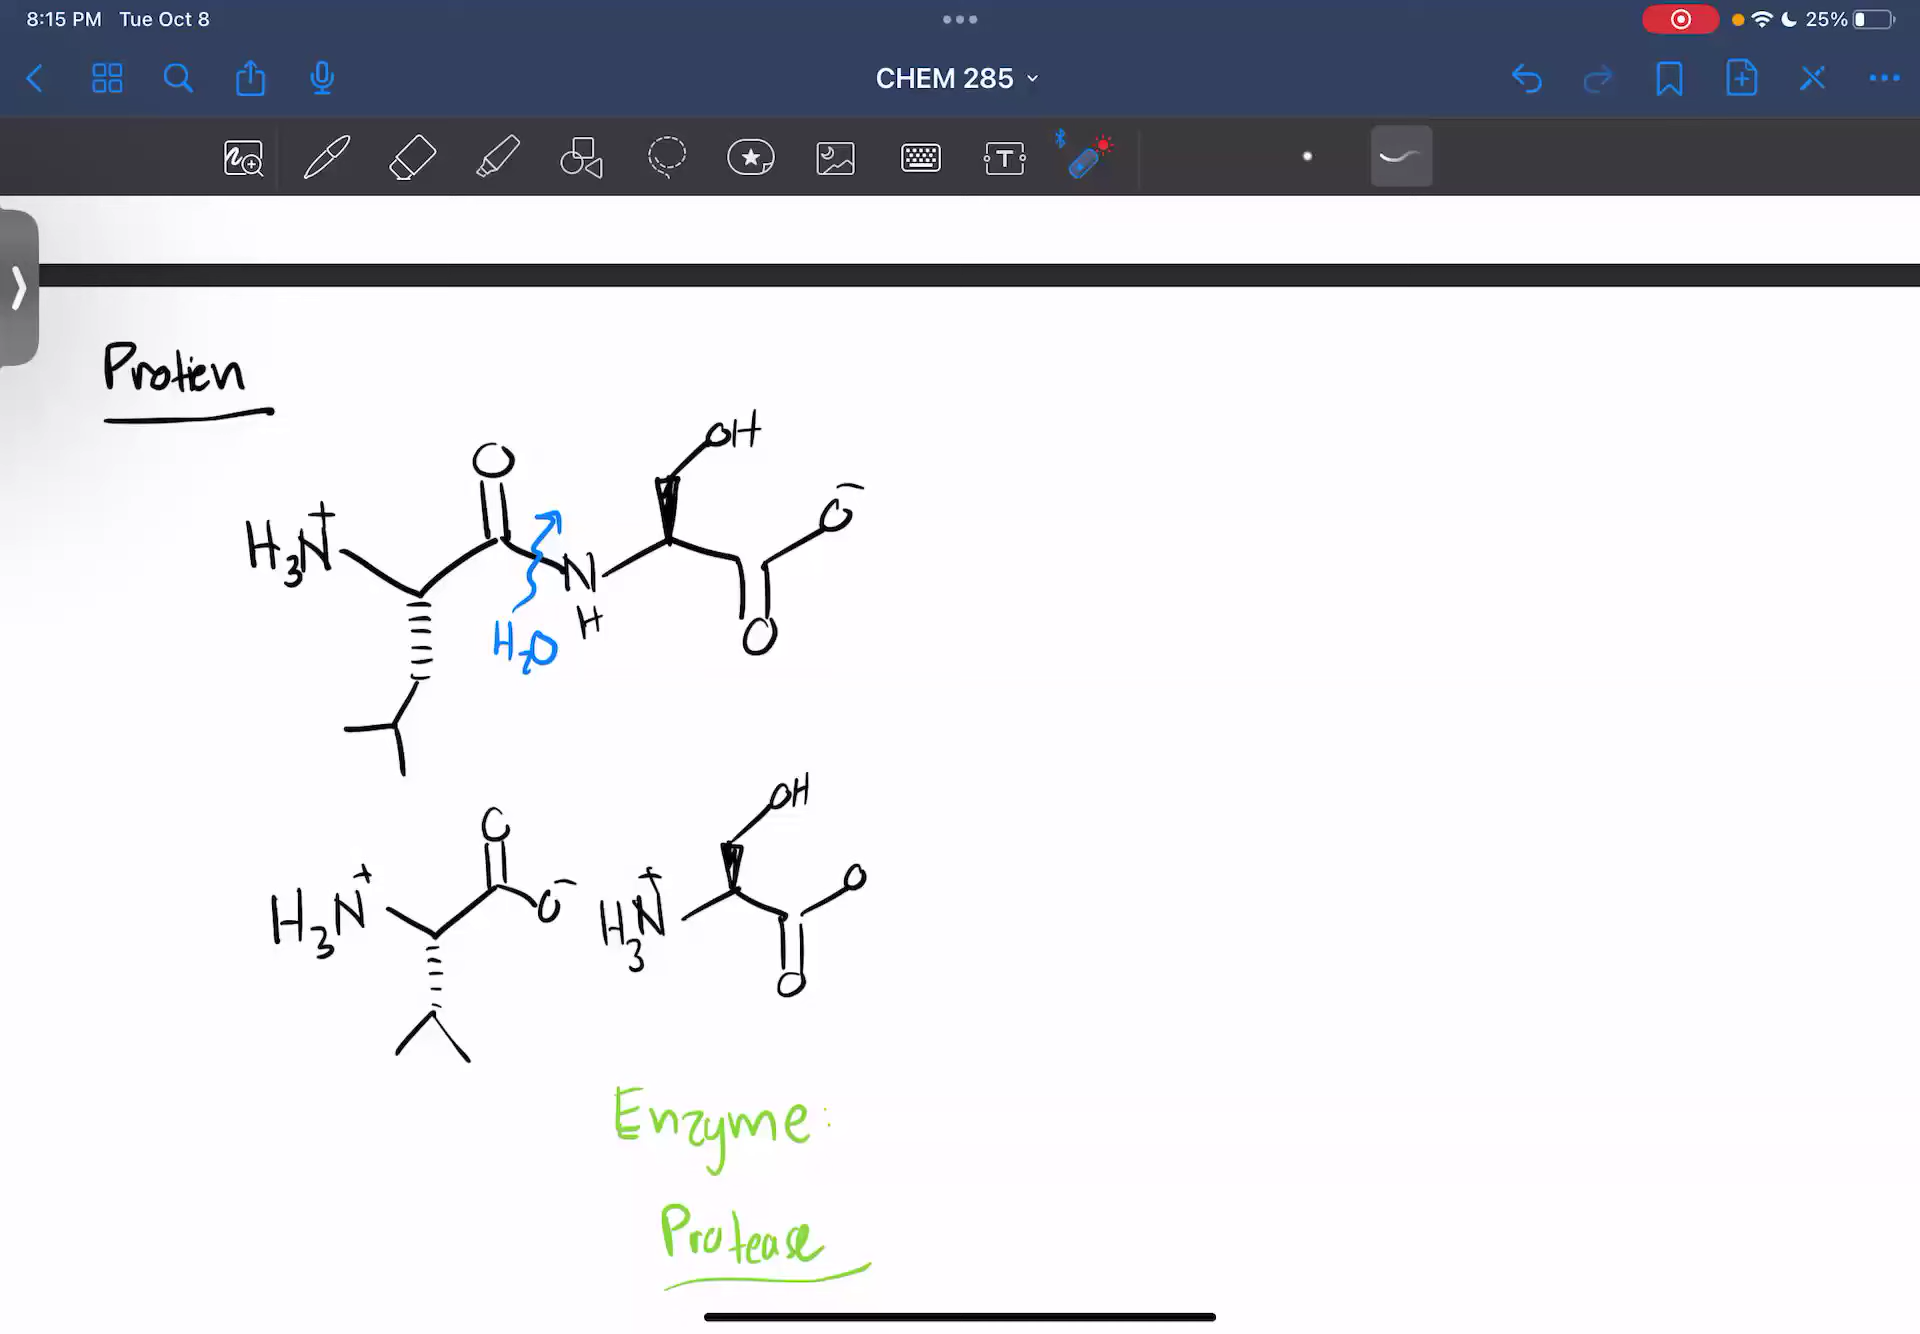 8:15 PM Tue Oct 8
25%
CHEM 285
T
Protien
OH
O
O⁻
H₃N⁺
N
H
H₂O
O
OH
C
O
H₃N⁺
O⁻
H₃N⁺
O
Enzyme:
Protease